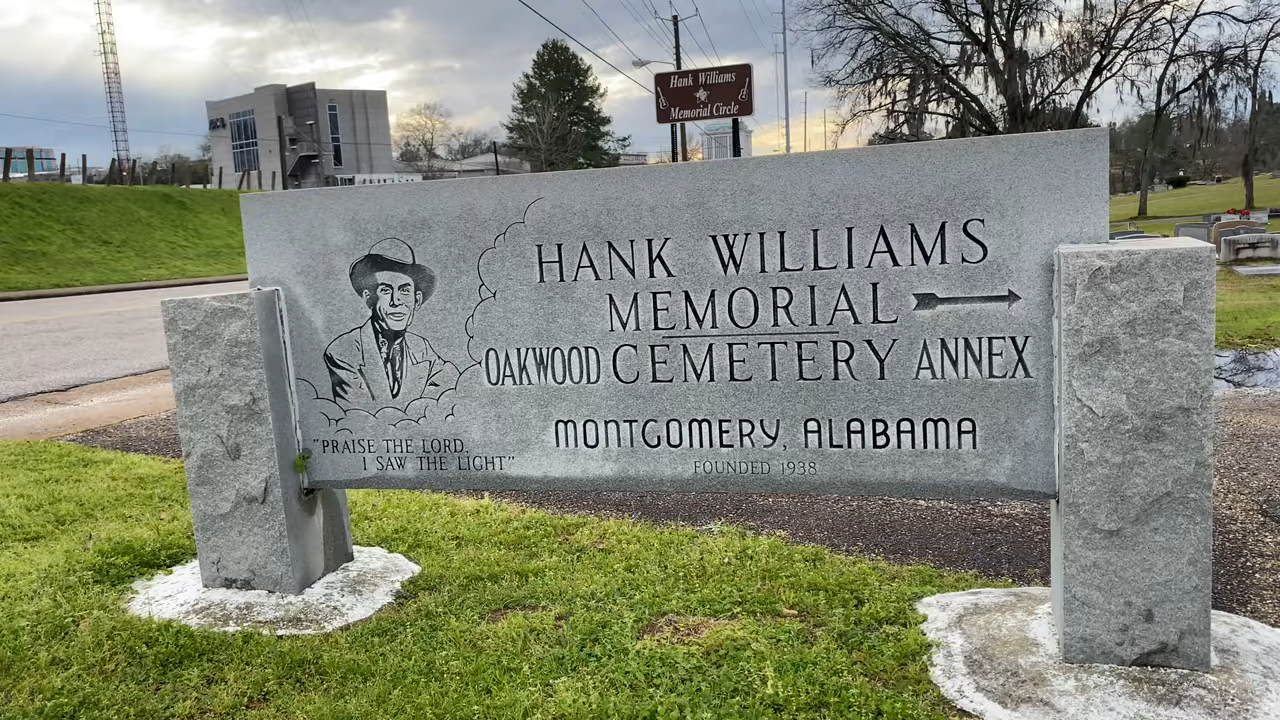 Hank Williams
Memorial Circle
HANK WILLIAMS
MEMORIAL
OAKWOOD CEMETERY ANNEX
MONTGOMERY, ALABAMA
FOUNDED 1938
"PRAISE THE LORD,
I SAW THE LIGHT"